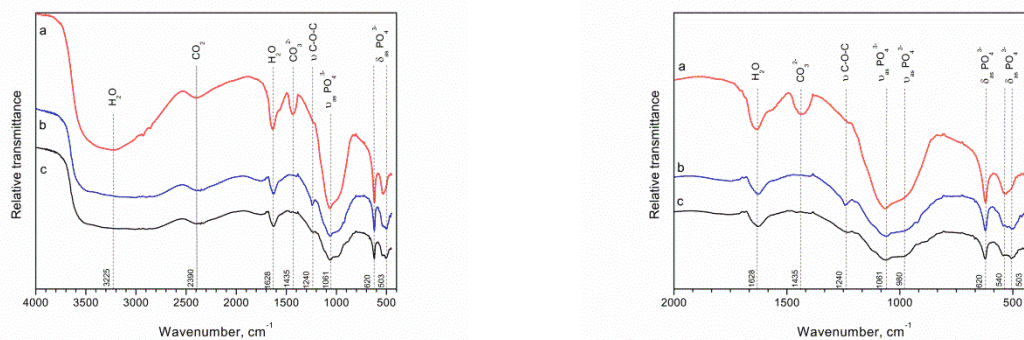 a
b
c
H2O
CO2
H2O
CO3 2-
υ C-O-C
υas PO4 3-
δas PO4 3-
3225
2390
1628
1435
1240
1061
620
503
Relative transmittance
4000
3500
3000
2500
2000
1500
1000
500
Wavenumber, cm-1
a
b
c
H2O
CO3 2-
υ C-O-C
υas PO4 3-
υas PO4 3-
δas PO4 3-
δas PO4 3-
1628
1435
1240
1061
980
620
540
503
Relative transmittance
2000
1500
1000
500
Wavenumber, cm-1